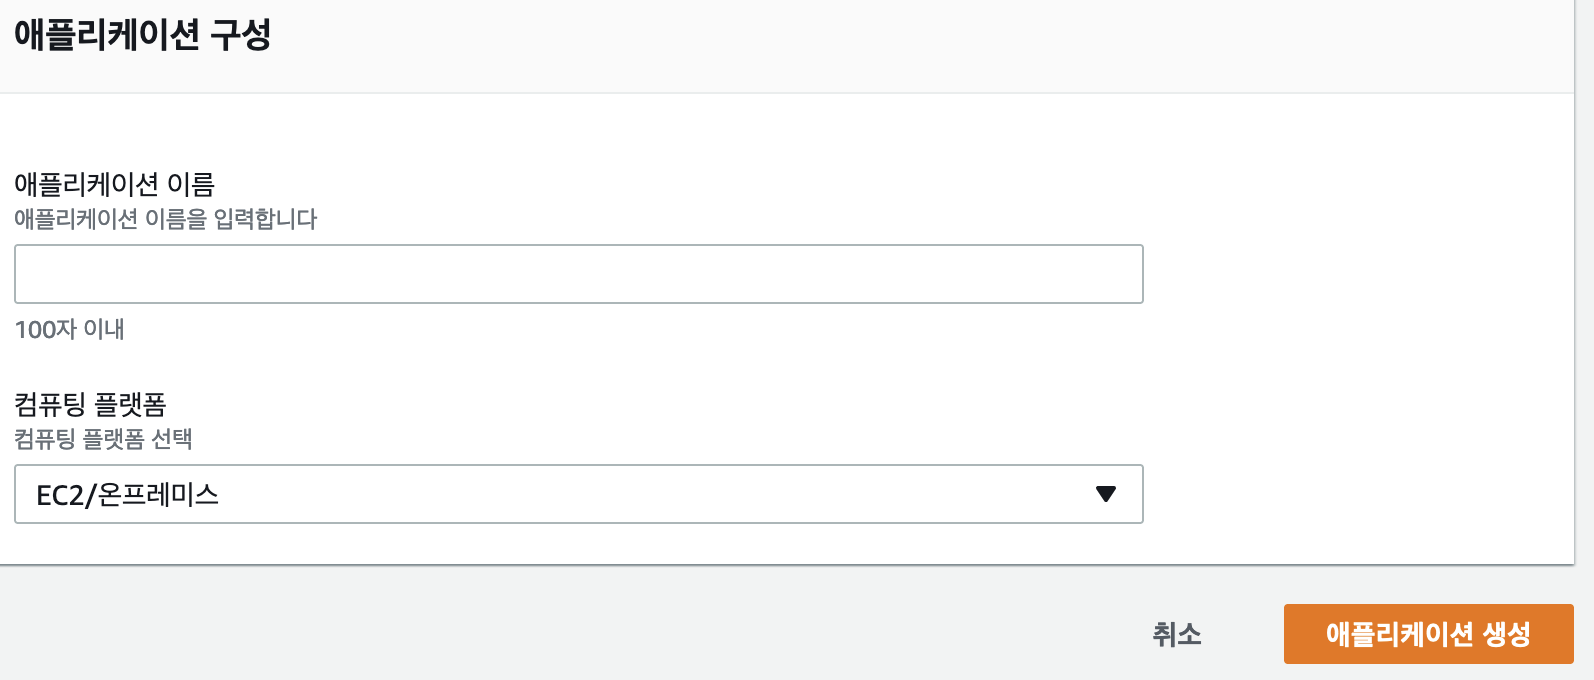 애플리케이션 구성
애플리케이션 이름
애플리케이션 이름을 입력합니다
100자 이내
컴퓨팅 플랫폼
컴퓨팅 플랫폼 선택
EC2/온프레미스
취소
애플리케이션 생성